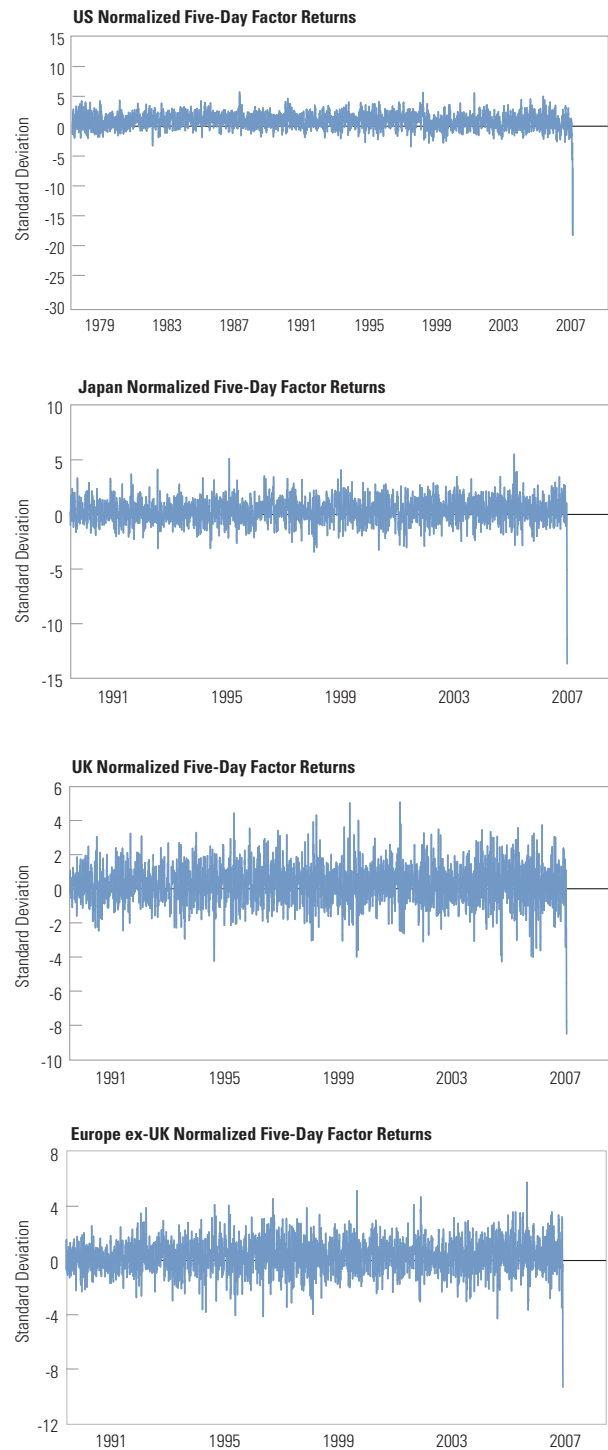 US Normalized Five-Day Factor Returns
15
10
5
0
-5
-10
-15
-20
-25
-30
Standard Deviation
1979 1983 1987 1991 1995 1999 2003 2007
Japan Normalized Five-Day Factor Returns
10
5
0
-5
-10
-15
Standard Deviation
1991 1995 1999 2003 2007
UK Normalized Five-Day Factor Returns
6
4
2
0
-2
-4
-6
-8
-10
Standard Deviation
1991 1995 1999 2003 2007
Europe ex-UK Normalized Five-Day Factor Returns
8
4
0
-4
-8
-12
Standard Deviation
1991 1995 1999 2003 2007